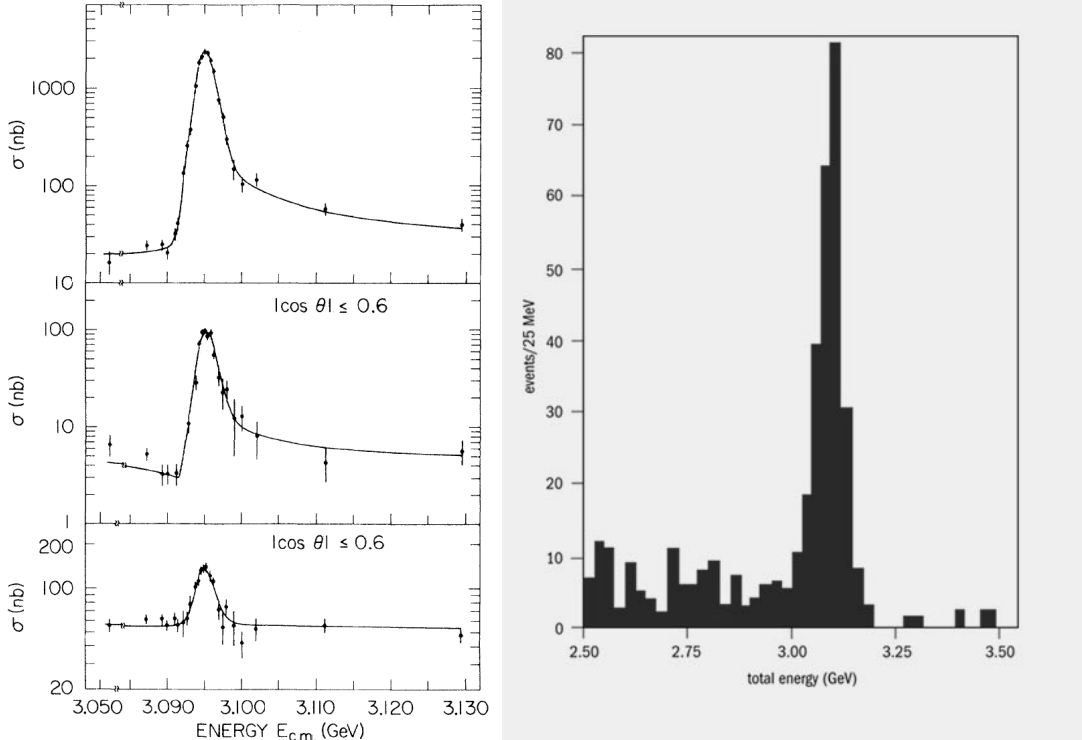 σ (nb)
1000
100
10
|cos θ| ≤ 0.6
σ (nb)
100
10
1
|cos θ| ≤ 0.6
σ (nb)
200
100
20
3.050 3.090 3.100 3.110 3.120 3.130
ENERGY E c.m. (GeV)
80
70
60
50
40
30
20
10
0
events/25 MeV
2.50 2.75 3.00 3.25 3.50
total energy (GeV)